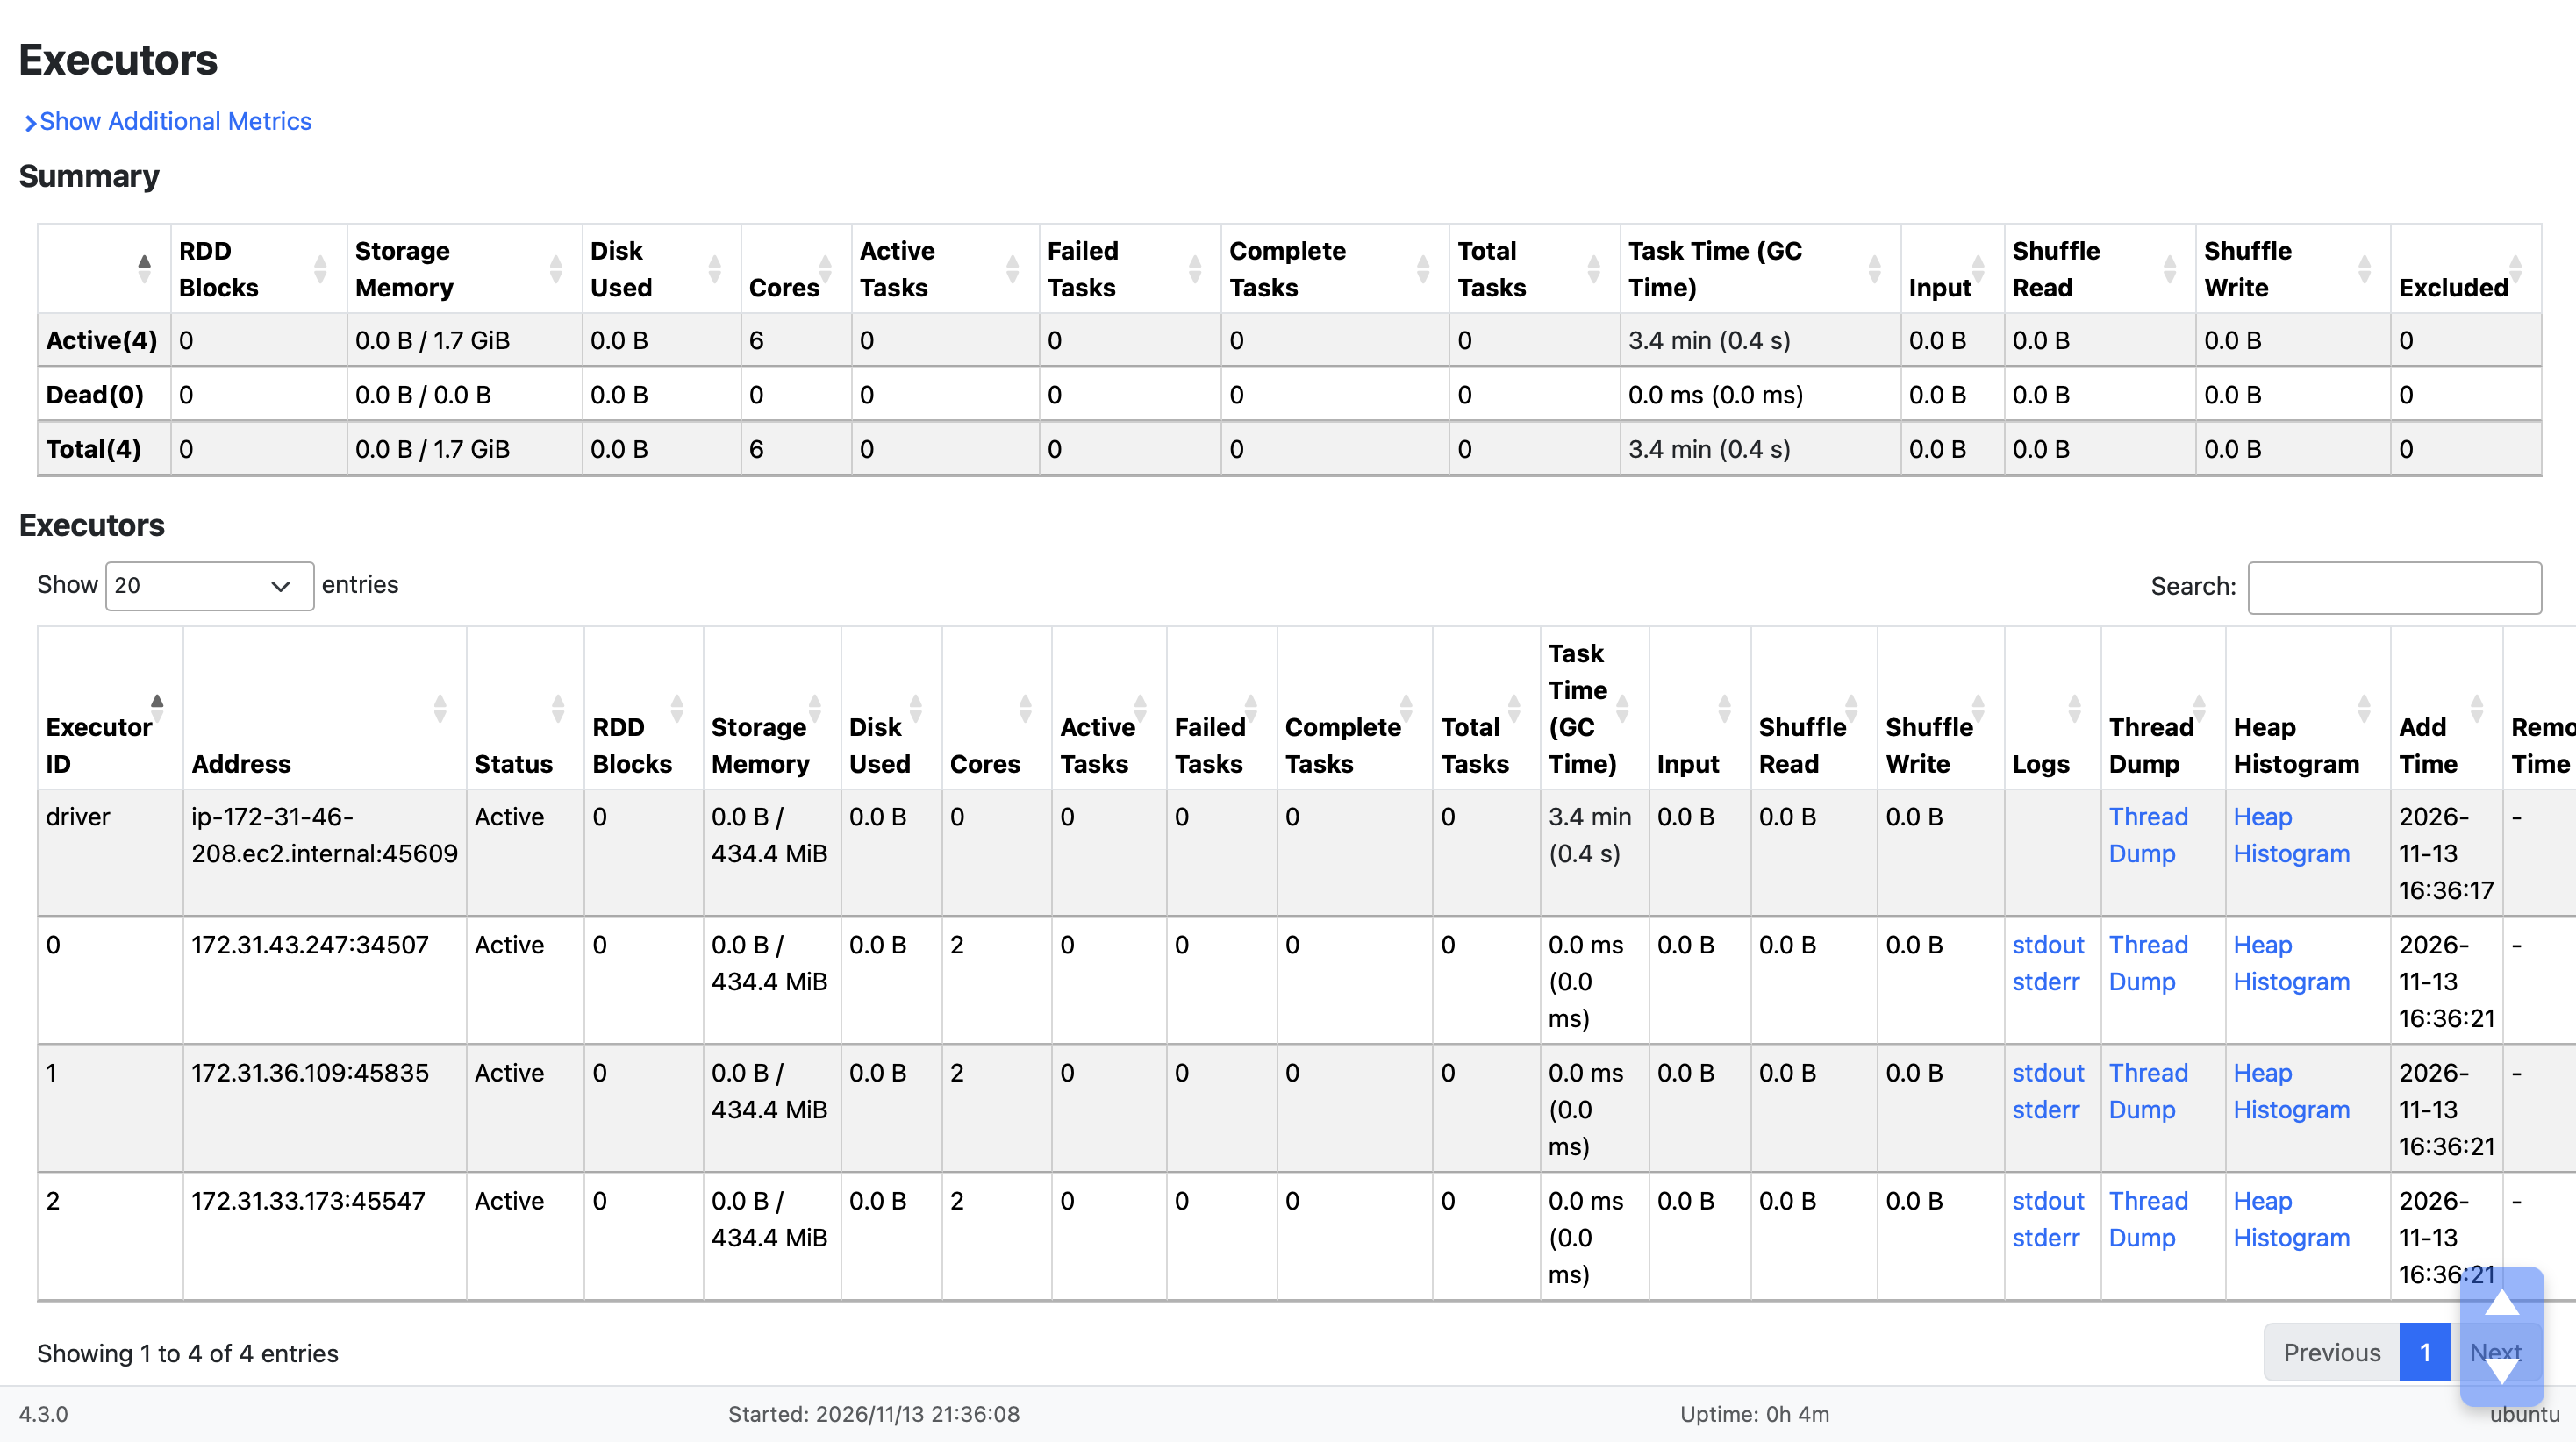 Executors
Show Additional Metrics
Summary
RDD Blocks Storage Memory Disk Used Cores Active Tasks Failed Tasks Complete Tasks Total Tasks Task Time (GC Time) Input Shuffle Read Shuffle Write Excluded
Active(4) 0 0.0 B / 1.7 GiB 0.0 B 6 0 0 0 0 3.4 min (0.4 s) 0.0 B 0.0 B 0.0 B 0
Dead(0) 0 0.0 B / 0.0 B 0.0 B 0 0 0 0 0 0.0 ms (0.0 ms) 0.0 B 0.0 B 0.0 B 0
Total(4) 0 0.0 B / 1.7 GiB 0.0 B 6 0 0 0 0 3.4 min (0.4 s) 0.0 B 0.0 B 0.0 B 0
Executors
Show 20 entries Search:
Executor ID Address Status RDD Blocks Storage Memory Disk Used Cores Active Tasks Failed Tasks Complete Tasks Total Tasks Task Time (GC Time) Input Shuffle Read Shuffle Write Logs Thread Dump Heap Histogram Add Time Remo Time
driver ip-172-31-46-208.ec2.internal:45609 Active 0 0.0 B / 434.4 MiB 0.0 B 0 0 0 0 0 3.4 min (0.4 s) 0.0 B 0.0 B 0.0 B Thread Dump Heap Histogram 2026-11-13 16:36:17 -
0 172.31.43.247:34507 Active 0 0.0 B / 434.4 MiB 0.0 B 2 0 0 0 0 0.0 ms (0.0 ms) 0.0 B 0.0 B 0.0 B stdout stderr Thread Dump Heap Histogram 2026-11-13 16:36:21 -
1 172.31.36.109:45835 Active 0 0.0 B / 434.4 MiB 0.0 B 2 0 0 0 0 0.0 ms (0.0 ms) 0.0 B 0.0 B 0.0 B stdout stderr Thread Dump Heap Histogram 2026-11-13 16:36:21 -
2 172.31.33.173:45547 Active 0 0.0 B / 434.4 MiB 0.0 B 2 0 0 0 0 0.0 ms (0.0 ms) 0.0 B 0.0 B 0.0 B stdout stderr Thread Dump Heap Histogram 2026-11-13 16:36:21 -
Showing 1 to 4 of 4 entries Previous 1 Next
4.3.0 Started: 2026/11/13 21:36:08 Uptime: 0h 4m ubuntu